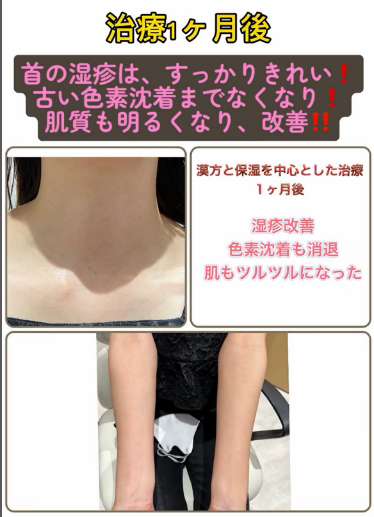 治療1ヶ月後
首の湿疹は、すっかりきれい❗
古い色素沈着までなくなり❗
肌質も明るくなり、改善‼️
漢方と保湿を中心とした治療
1ヶ月後
湿疹改善
色素沈着も消退
肌もツルツルになった